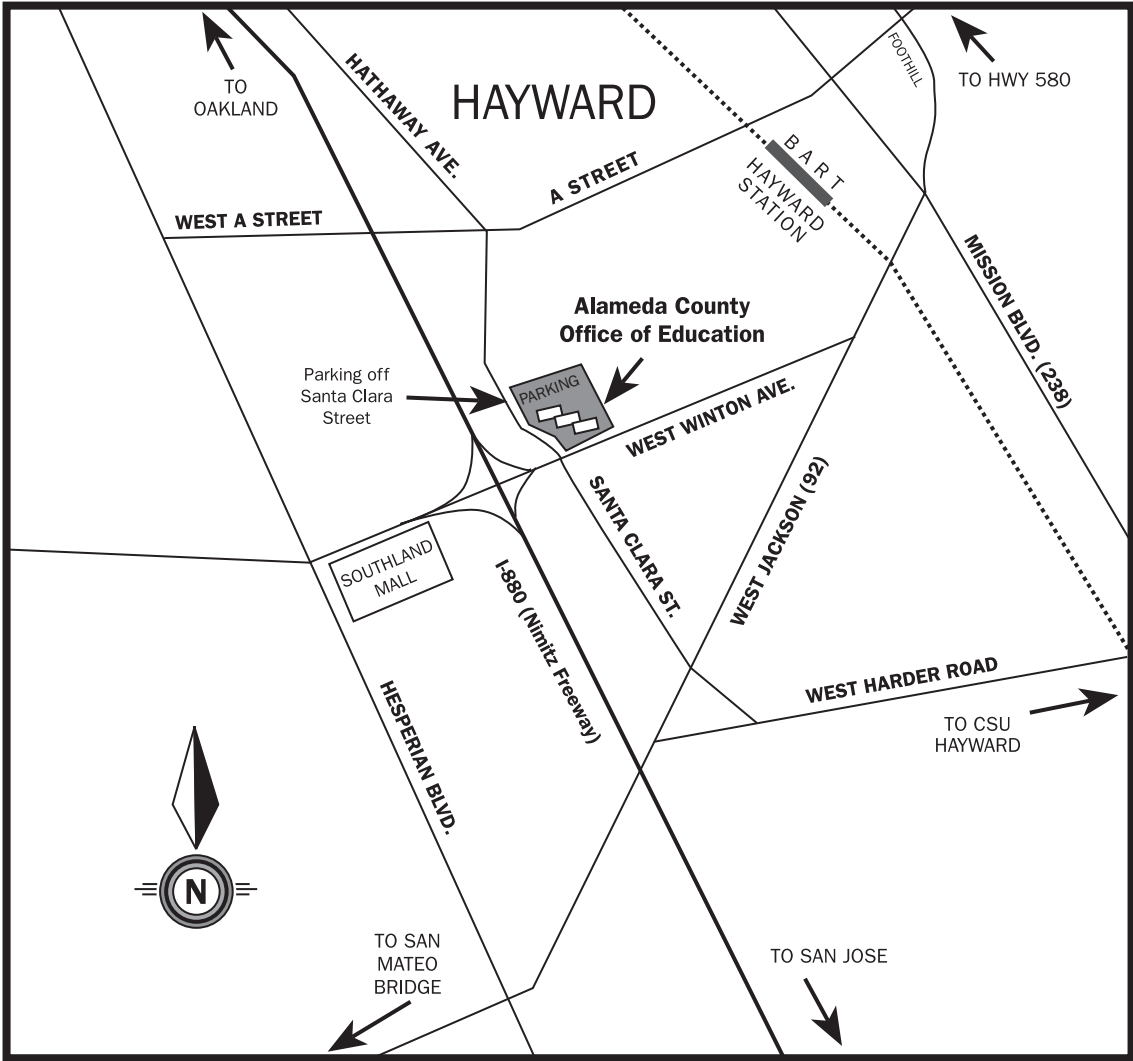 TO
OAKLAND
HATHAWAY AVE.
HAYWARD
FOOTHILL
TO HWY 580
A STREET
BART
HAYWARD
STATION
WEST A STREET
MISSION BLVD. (238)
Alameda County
Office of Education
Parking off
Santa Clara
Street
PARKING
WEST WINTON AVE.
SANTA CLARA ST.
WEST JACKSON (92)
SOUTHLAND
MALL
I-880 (Nimitz Freeway)
HESPERIAN BLVD.
WEST HARDER ROAD
TO CSU
HAYWARD
N
TO SAN
MATEO
BRIDGE
TO SAN JOSE